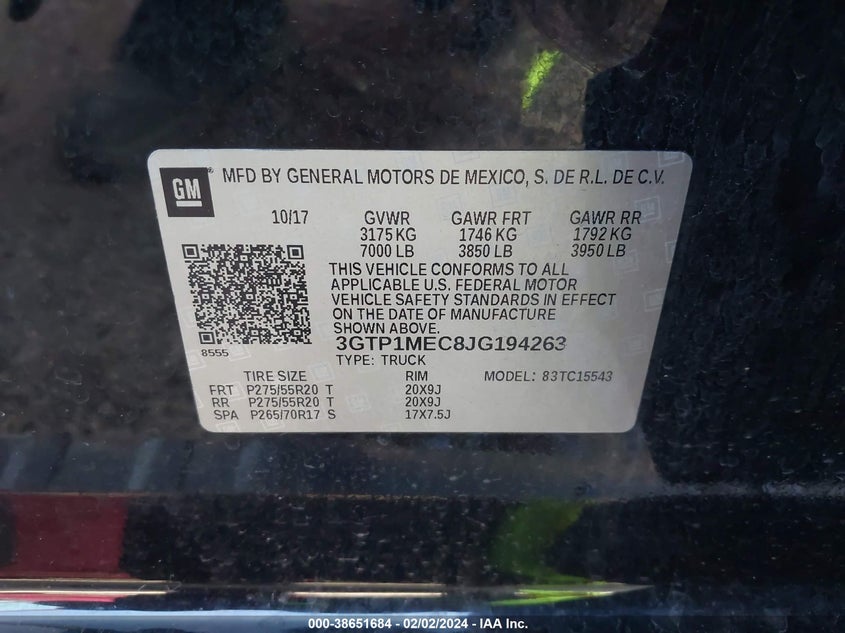 GM ® MFD BY GENERAL MOTORS DE MEXICO, S. DE R.L. DE C.V.
10/17 GVWR GAWR FRT GAWR RR
3175 KG 1746 KG 1792 KG
7000 LB 3850 LB 3950 LB
THIS VEHICLE CONFORMS TO ALL
APPLICABLE U.S. FEDERAL MOTOR
VEHICLE SAFETY STANDARDS IN EFFECT
ON THE DATE OF MANUFACTURE
SHOWN ABOVE.
3GTP1MEC8JG194263
8555
TYPE: TRUCK
TIRE SIZE RIM MODEL: 83TC15543
FRT P275/55R20 T 20X9J
RR P275/55R20 T 20X9J
SPA P265/70R17 S 17X7.5J
000-38651684 - 02/02/2024 - IAA Inc.